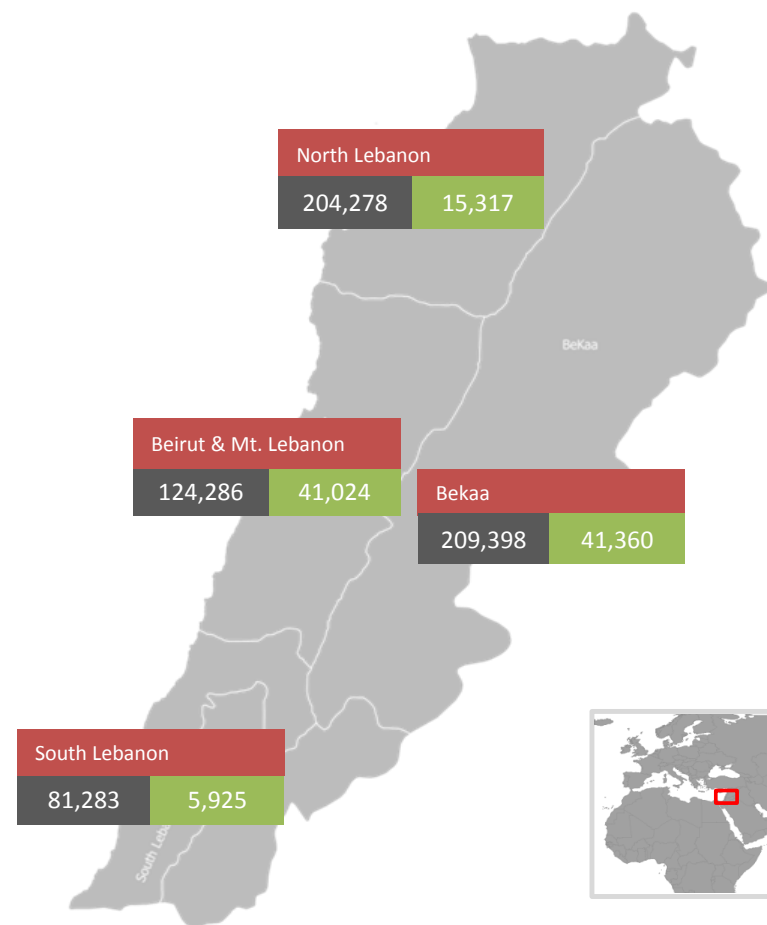 North Lebanon
204,278 15,317
BeKaa
Beirut & Mt. Lebanon
124,286 41,024
Bekaa
209,398 41,360
South Lebanon
81,283 5,925
South Leba